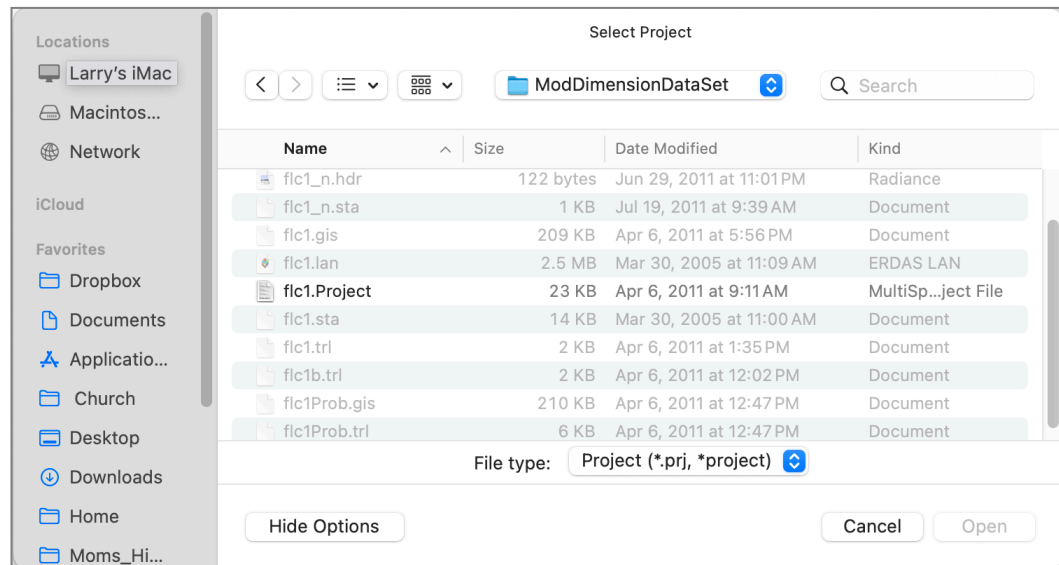 Select Project
Locations
Larry's iMac
Macintos...
Network
iCloud
Favorites
Dropbox
Documents
Applicatio...
Church
Desktop
Downloads
Home
Moms_Hi...
ModDimensionDataSet
Search
Name Size Date Modified Kind
flc1_n.hdr 122 bytes Jun 29, 2011 at 11:01 PM Radiance
flc1_n.sta 1 KB Jul 19, 2011 at 9:39 AM Document
flc1.gis 209 KB Apr 6, 2011 at 5:56 PM Document
flc1.lan 2.5 MB Mar 30, 2005 at 11:09 AM ERDAS LAN
flc1.Project 23 KB Apr 6, 2011 at 9:11 AM MultiSp...ject File
flc1.sta 14 KB Mar 30, 2005 at 11:00 AM Document
flc1.trl 2 KB Apr 6, 2011 at 1:35 PM Document
flc1b.trl 2 KB Apr 6, 2011 at 12:02 PM Document
flc1Prob.gis 210 KB Apr 6, 2011 at 12:47 PM Document
flc1Prob.trl 6 KB Apr 6, 2011 at 12:47 PM Document
File type: Project (*.prj, *project)
Hide Options Cancel Open